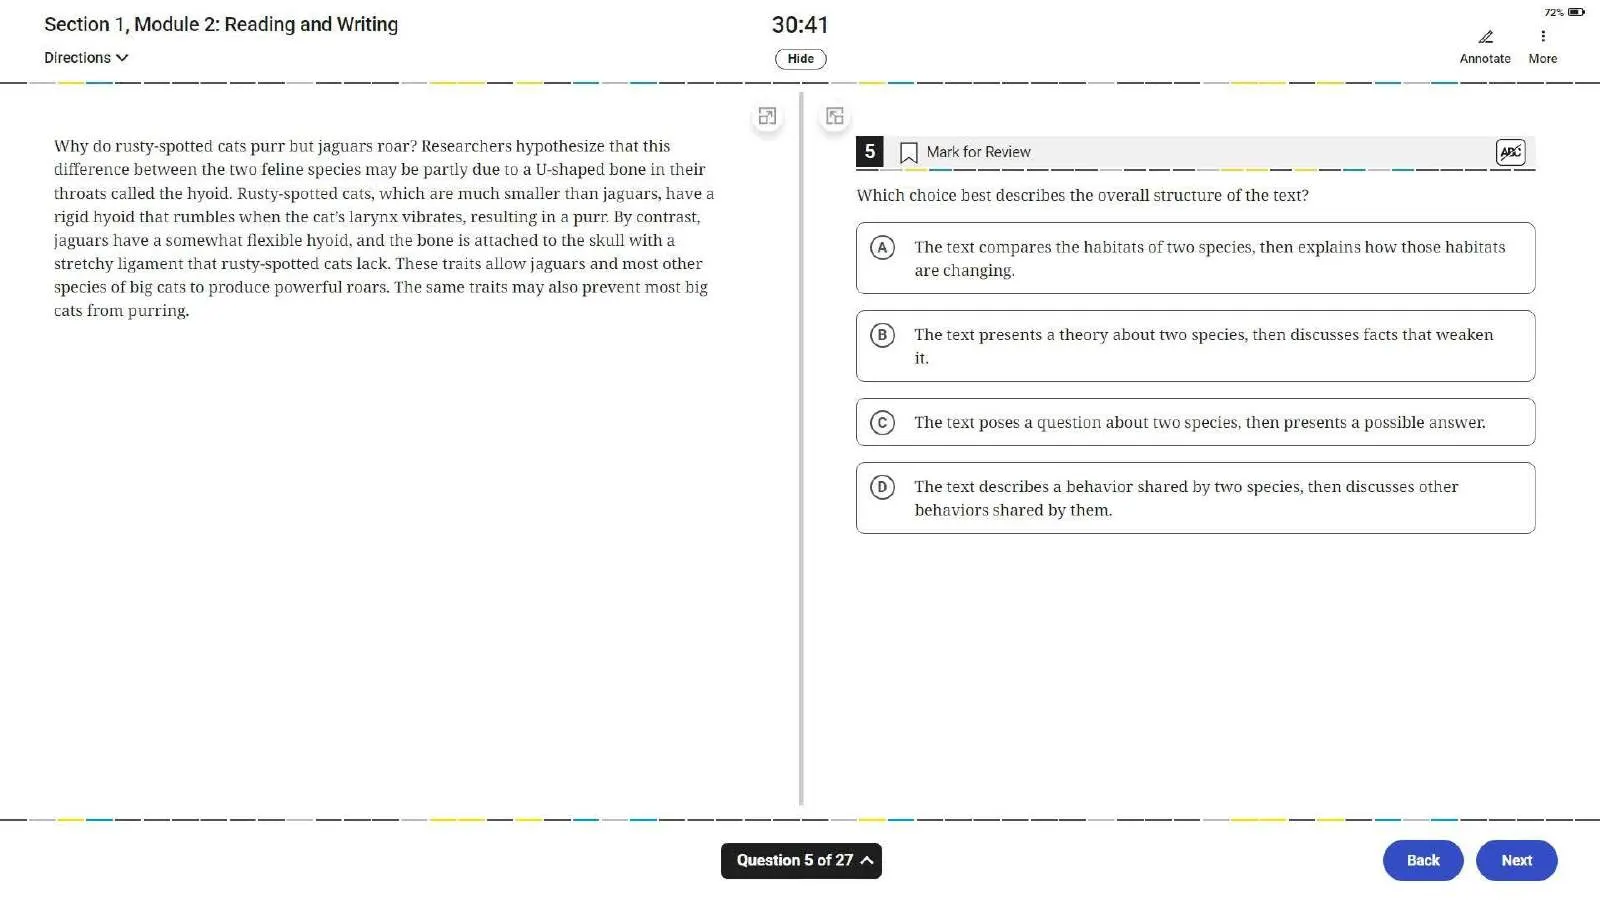 Section 1, Module 2: Reading and Writing
Directions
30:41
Hide
72%
Annotate
More
Why do rusty-spotted cats purr but jaguars roar? Researchers hypothesize that this
difference between the two feline species may be partly due to a U-shaped bone in their
throats called the hyoid. Rusty-spotted cats, which are much smaller than jaguars, have a
rigid hyoid that rumbles when the cat's larynx vibrates, resulting in a purr. By contrast,
jaguars have a somewhat flexible hyoid, and the bone is attached to the skull with a
stretchy ligament that rusty-spotted cats lack. These traits allow jaguars and most other
species of big cats to produce powerful roars. The same traits may also prevent most big
cats from purring.
5
Mark for Review
ABC
Which choice best describes the overall structure of the text?
A
The text compares the habitats of two species, then explains how those habitats
are changing.
B
The text presents a theory about two species, then discusses facts that weaken
it.
C
The text poses a question about two species, then presents a possible answer.
D
The text describes a behavior shared by two species, then discusses other
behaviors shared by them.
Question 5 of 27
Back
Next